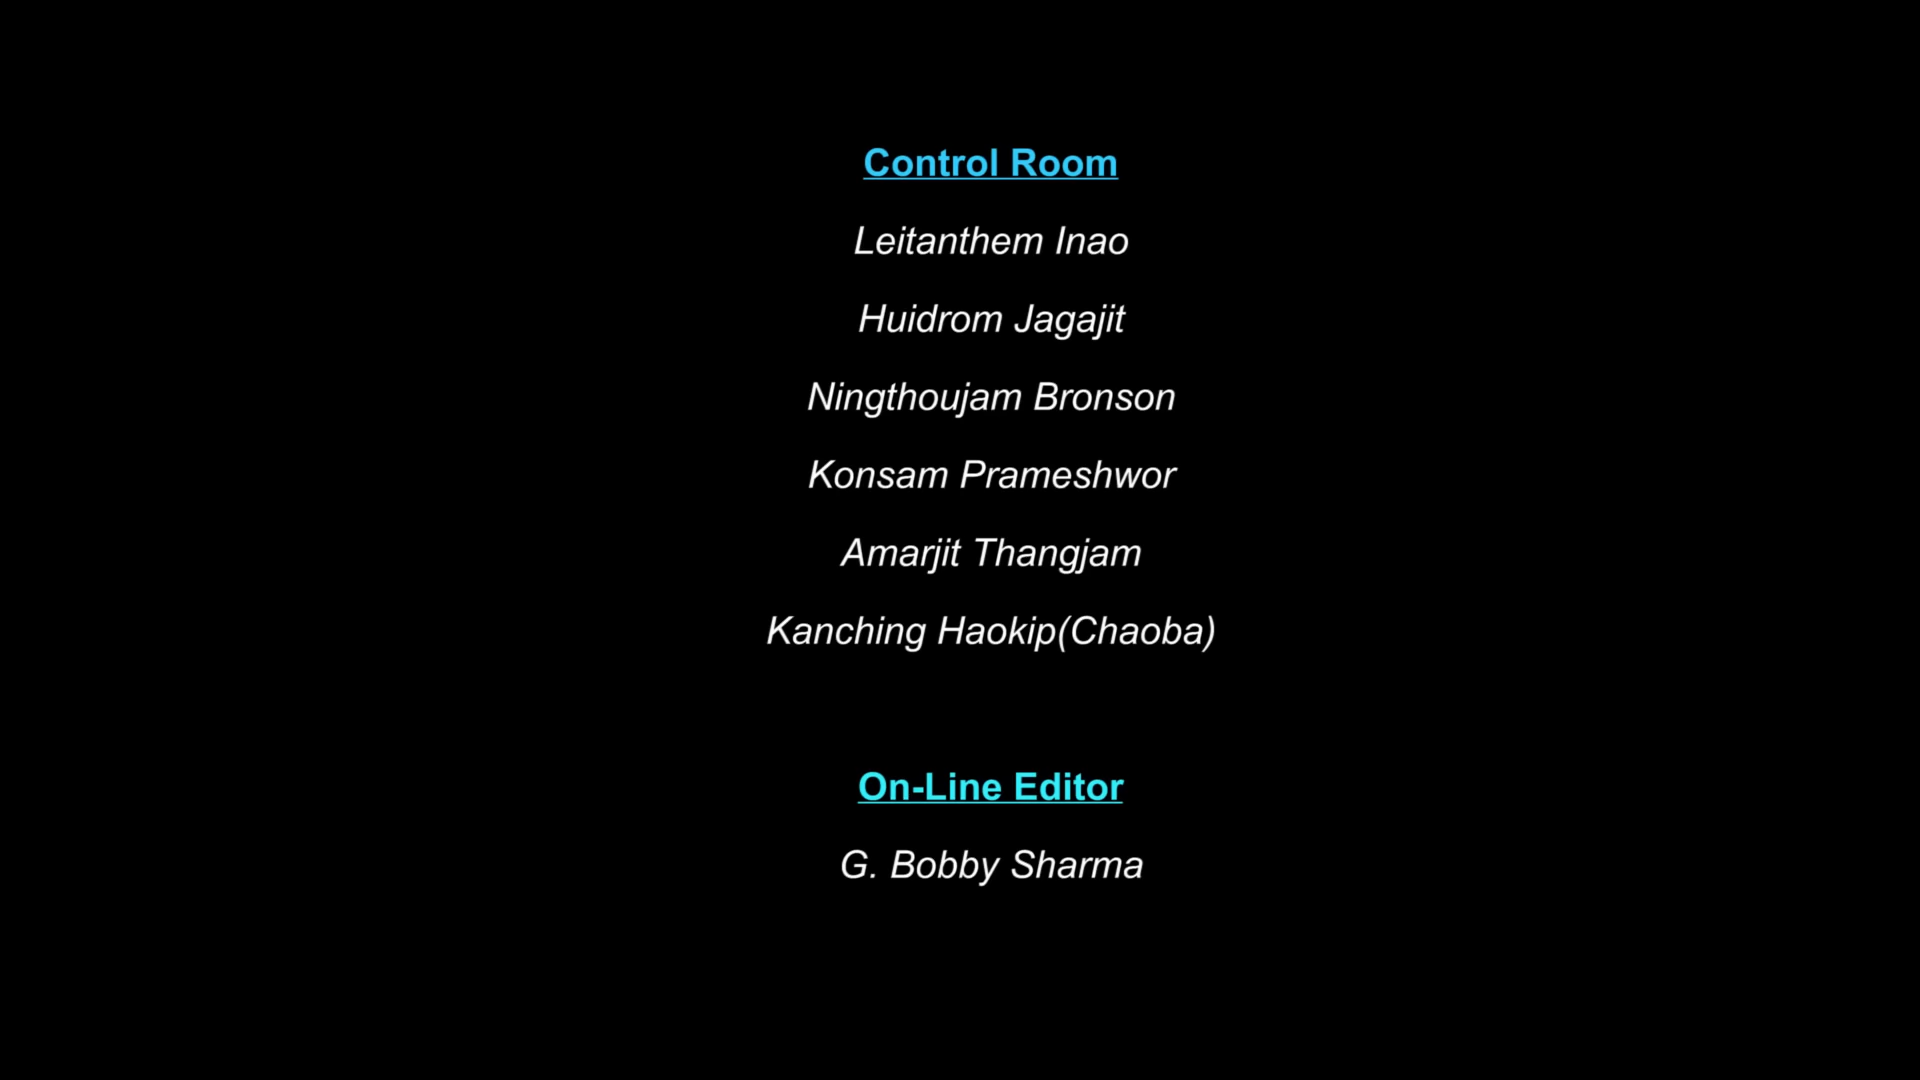 Control Room
Leitanthem Inao
Huidrom Jagajit
Ningthoujam Bronson
Konsam Prameshwor
Amarjit Thangjam
Kanching Haokip(Chaoba)
On-Line Editor
G. Bobby Sharma